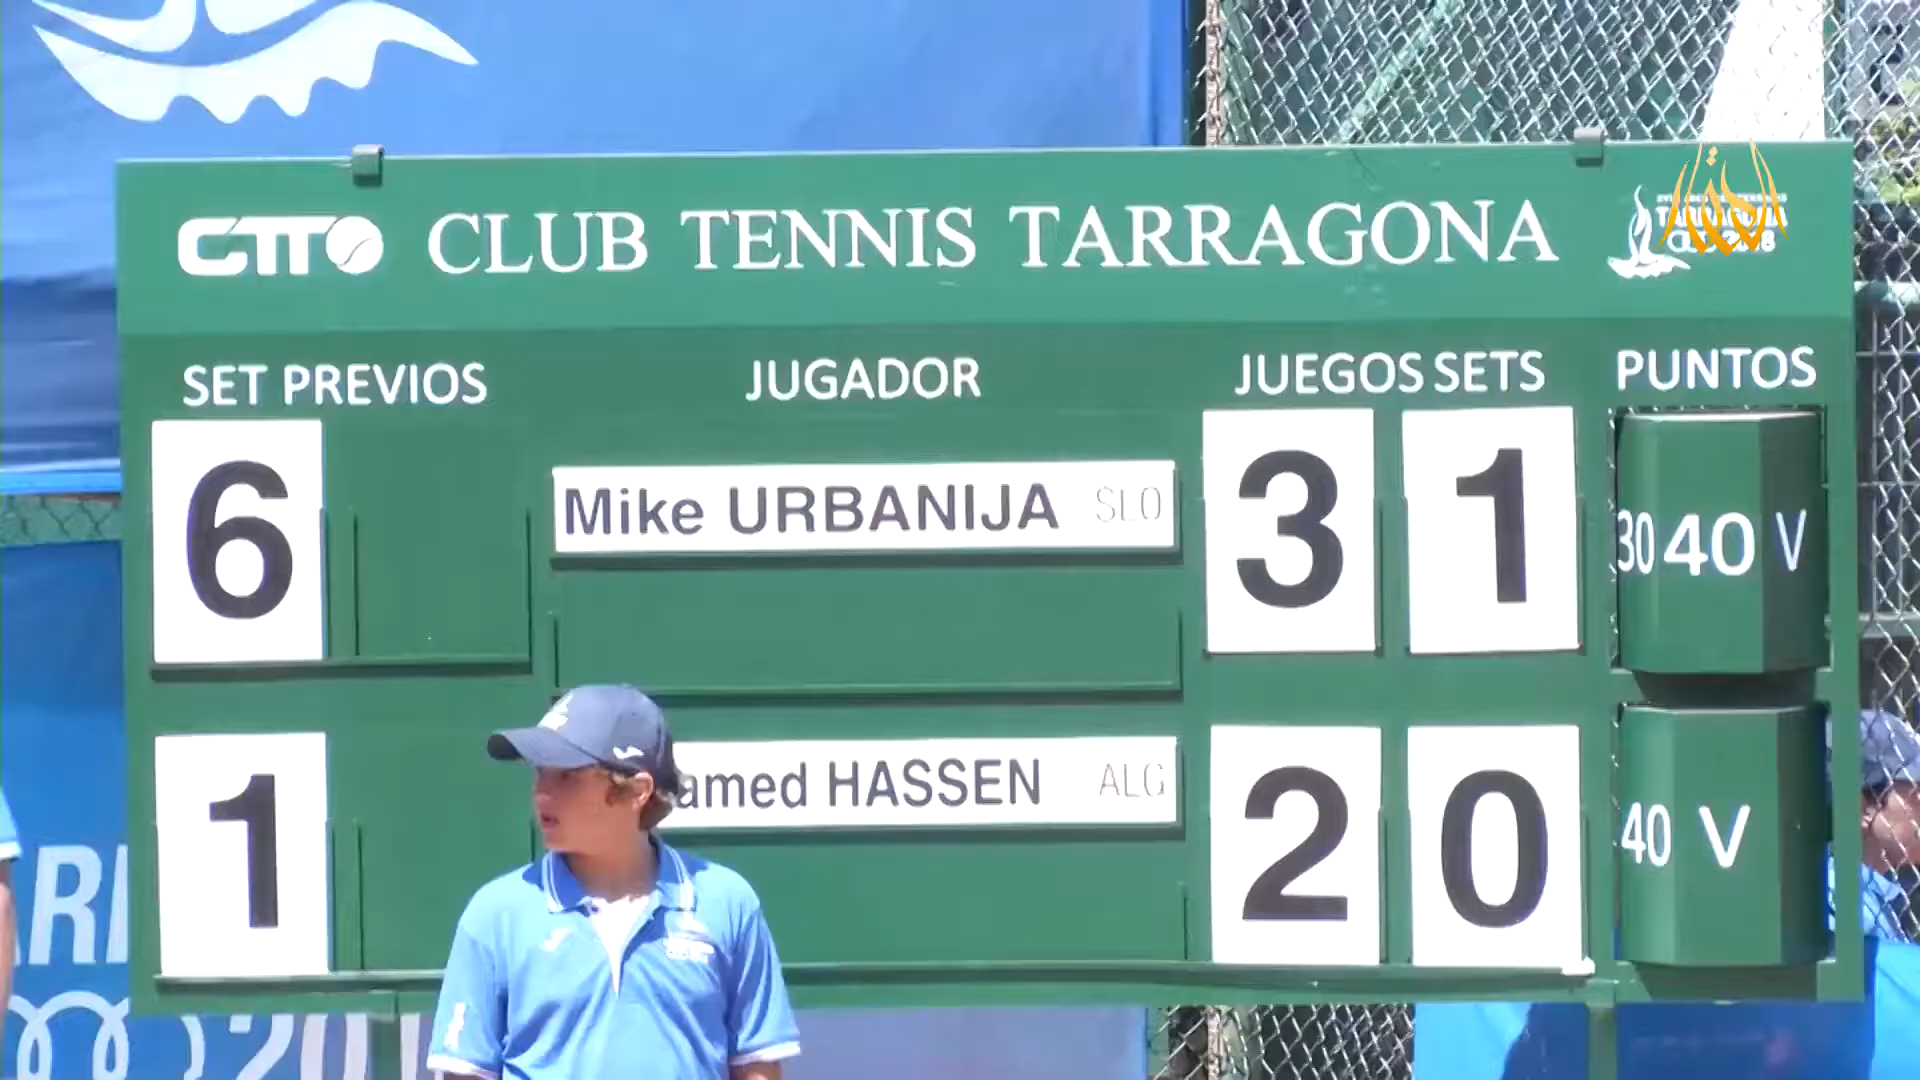 CTT CLUB TENNIS TARRAGONA
SET PREVIOS JUGADOR JUEGOS SETS PUNTOS
6 Mike URBANIJA SLO 3 1 30 40 V
1 amed HASSEN ALG 2 0 40 V